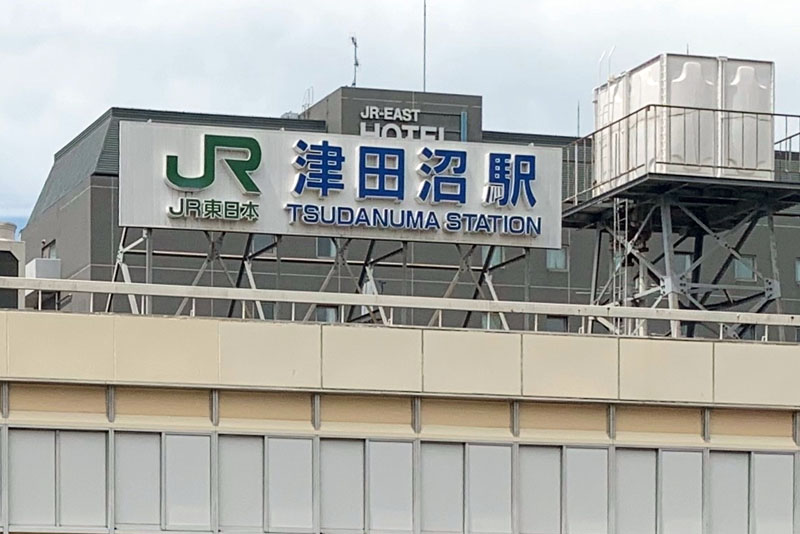 JR-EAST
HOTEL
JR 津田沼駅
JR東日本 TSUDANUMA STATION